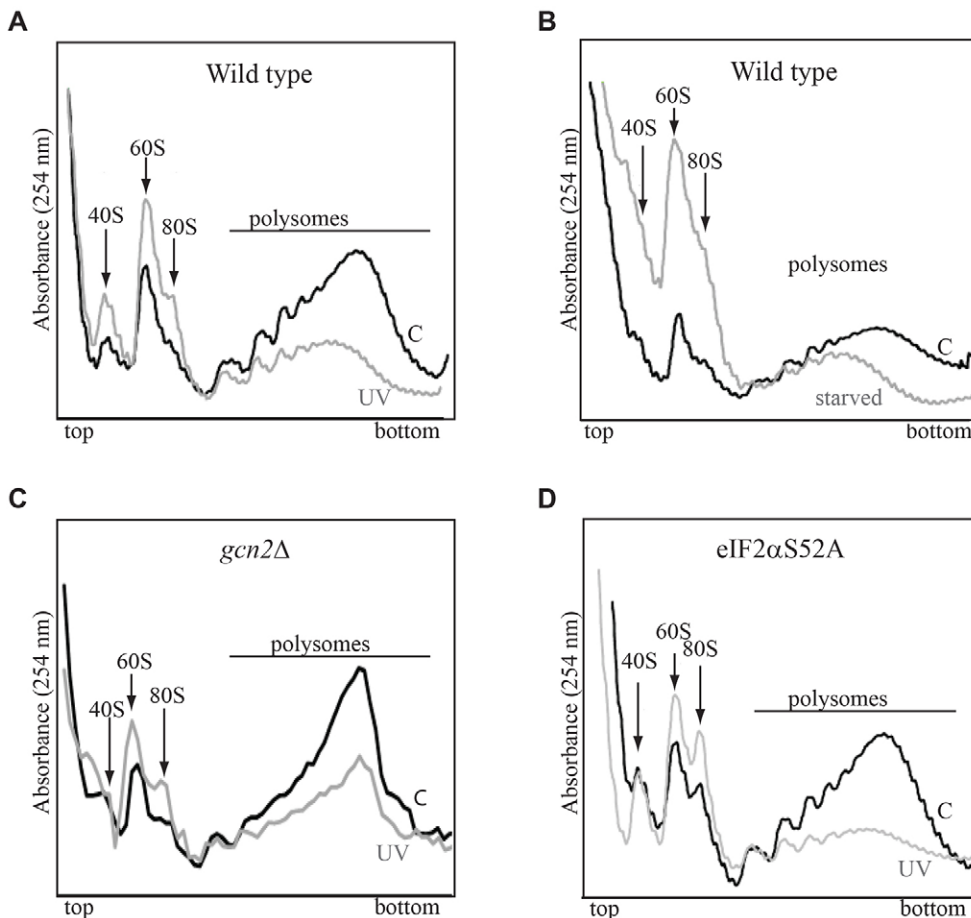 A
Wild type
Absorbance (254 nm)
40S
60S
80S
polysomes
C
UV
top
bottom
B
Wild type
Absorbance (254 nm)
40S
60S
80S
polysomes
C
starved
top
bottom
C
gcn2Δ
Absorbance (254 nm)
40S
60S
80S
polysomes
C
UV
top
bottom
D
eIF2αS52A
Absorbance (254 nm)
40S
60S
80S
polysomes
C
UV
top
bottom